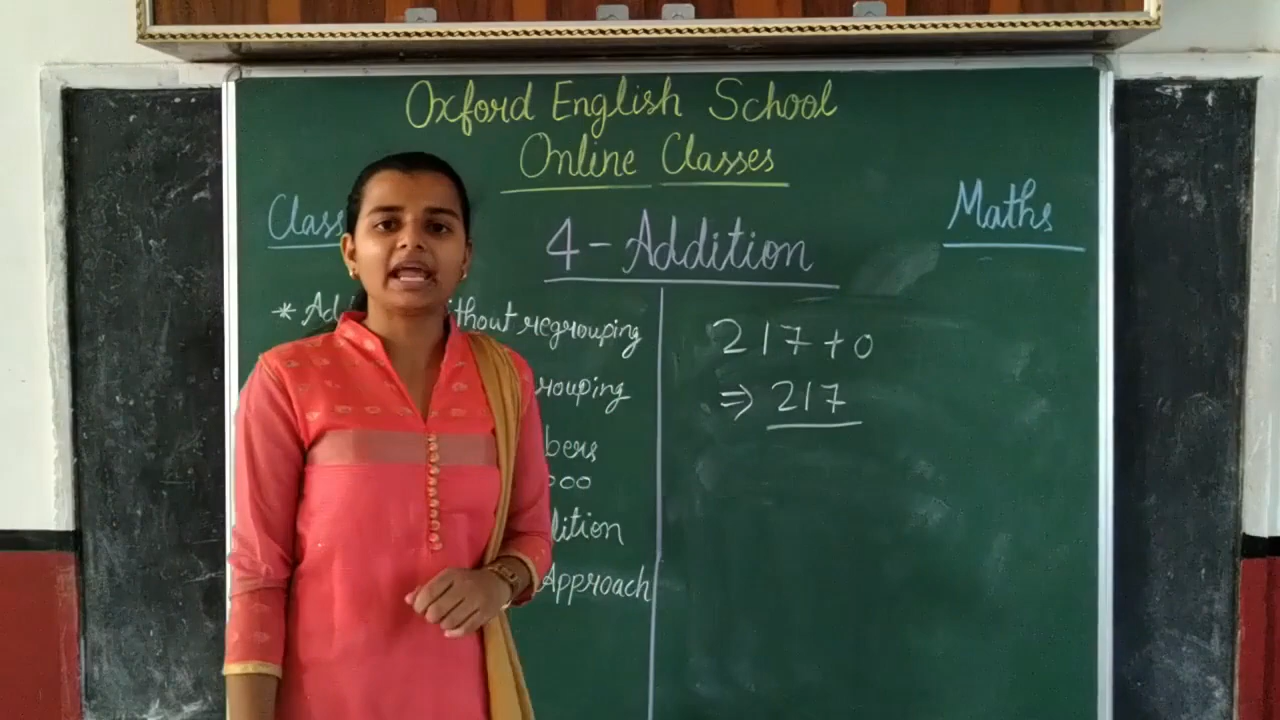 Oxford English School
Online Classes
Class
Maths
4 - Addition
* Ad thout regrouping
rouping
bers
000
dition
Approach
217+0
⇒ 217